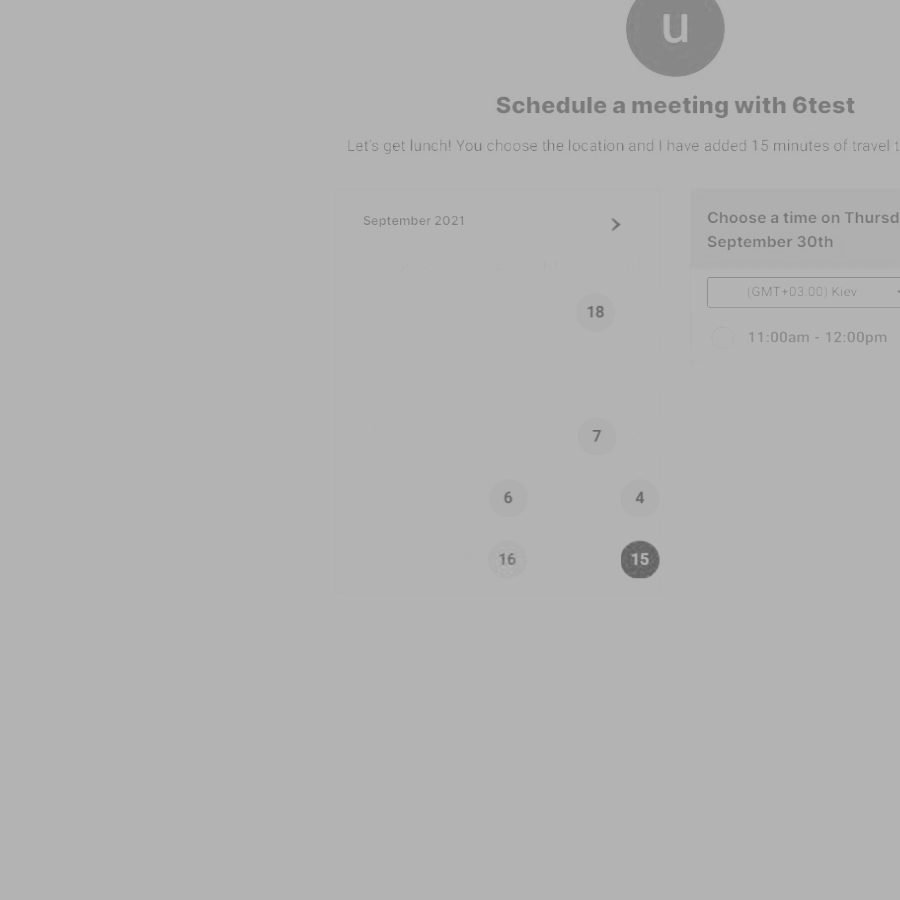 u
Schedule a meeting with 6test
Let's get lunch! You choose the location and I have added 15 minutes of travel t
September 2021
Choose a time on Thursd
September 30th
(GMT+03:00) Kiev
18
11:00am - 12:00pm
7
6 4
16 15